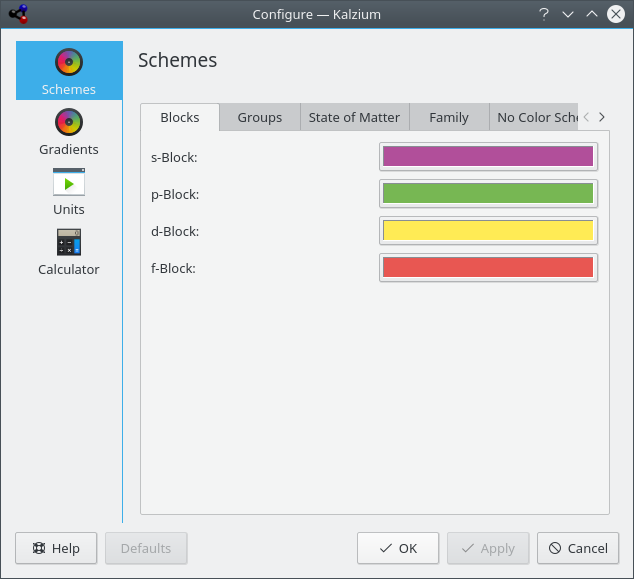 Configure — Kalzium
Schemes
Gradients
Units
Calculator
Schemes
Blocks Groups State of Matter Family No Color
s-Block:
p-Block:
d-Block:
f-Block:
Help Defaults OK Apply Cancel